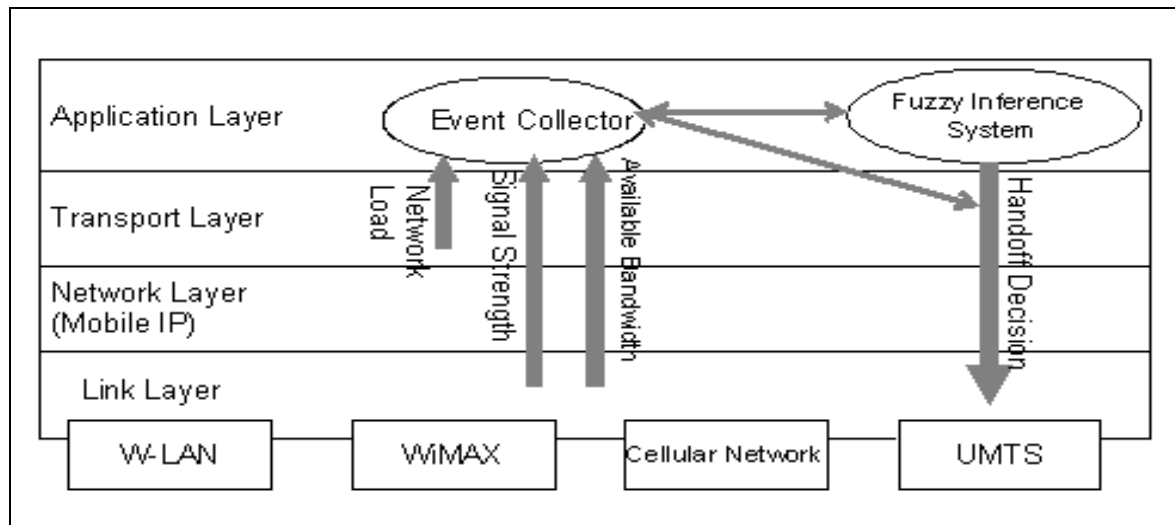 Application Layer
Event Collector
Fuzzy Inference
System
Transport Layer
Network
Load
Signal Strength
Available Bandwidth
Handoff Decision
Network Layer
(Mobile IP)
Link Layer
W-LAN
WiMAX
Cellular Network
UMTS